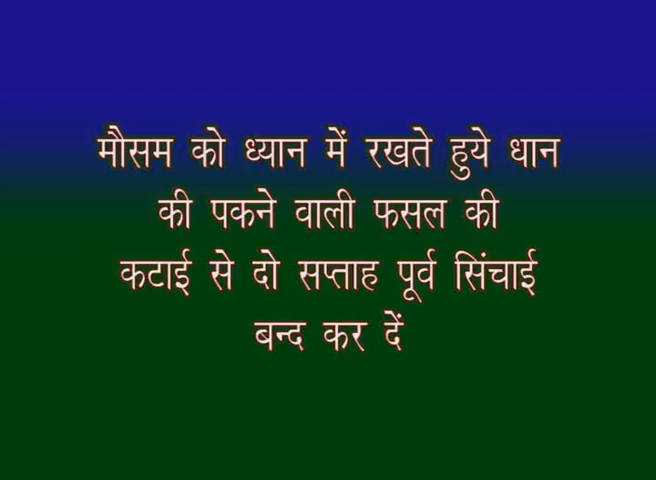 मौसम को ध्यान में रखते हुये धान
की पकने वाली फसल की
कटाई से दो सप्ताह पूर्व सिंचाई
बन्द कर दें